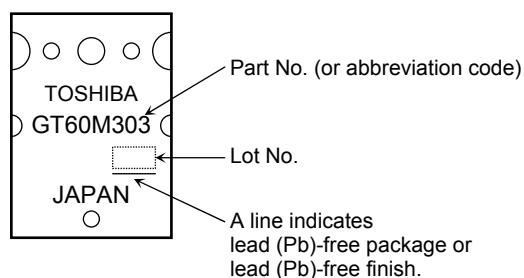 TOSHIBA
GT60M303
JAPAN
Part No. (or abbreviation code)
Lot No.
A line indicates
lead (Pb)-free package or
lead (Pb)-free finish.